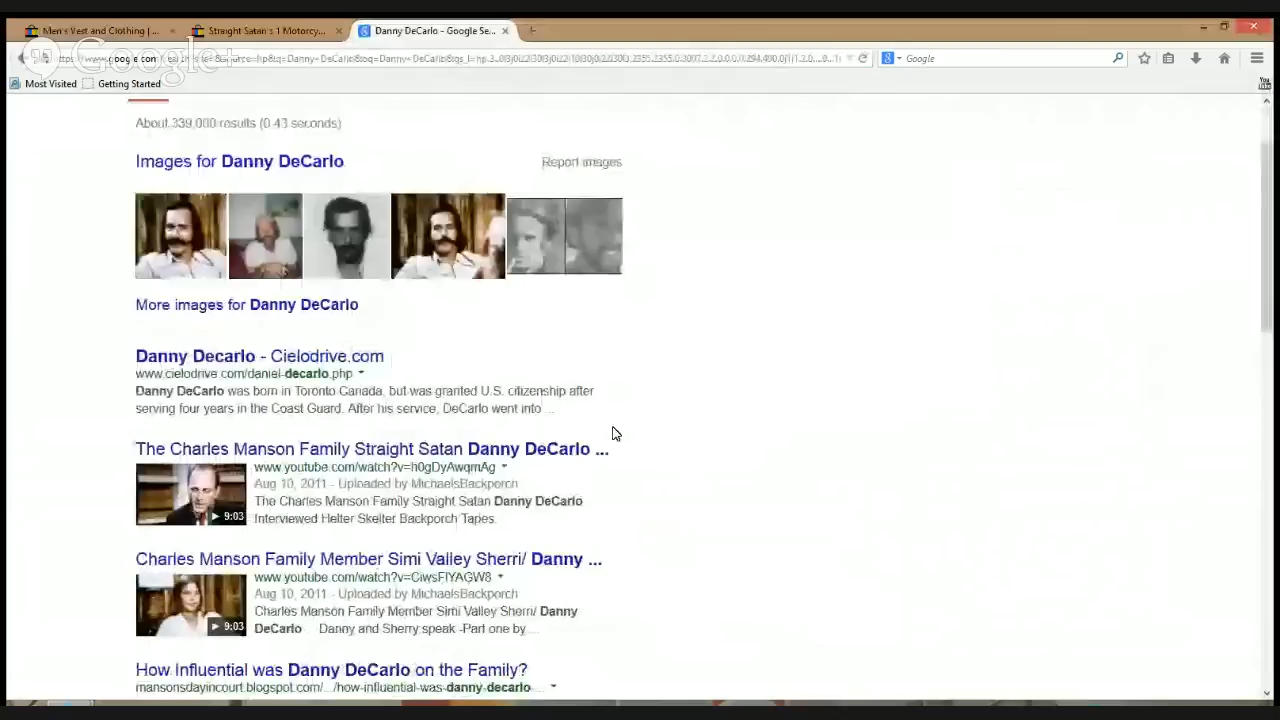 Men's Vest and Clothing | ...
Straight Satan's 1 Motorcy...
Danny DeCarlo - Google Se...
Google+
Google
Most Visited
Getting Started
You
About 339,000 results (0.43 seconds)
Images for Danny DeCarlo
Report images
More images for Danny DeCarlo
Danny Decarlo - Cielodrive.com
www.cielodrive.com/daniel-decarlo.php
Danny DeCarlo was born in Toronto Canada, but was granted U.S. citizenship after
serving four years in the Coast Guard. After his service, DeCarlo went into ...
The Charles Manson Family Straight Satan Danny DeCarlo ...
www.youtube.com/watch?v=h0gDyAwqmAg
Aug 10, 2011 - Uploaded by MichaelsBackporch
9:03
The Charles Manson Family Straight Satan Danny DeCarlo
Interviewed Helter Skelter Backporch Tapes.
Charles Manson Family Member Simi Valley Sherri/ Danny ...
www.youtube.com/watch?v=CiwsFlYAGW8
Aug 10, 2011 - Uploaded by MichaelsBackporch
9:03
Charles Manson Family Member Simi Valley Sherri/ Danny
DeCarlo Danny and Sherry speak -Part one by ...
How Influential was Danny DeCarlo on the Family?
mansonsdayincourt.blogspot.com/.../how-influential-was-danny-decarlo...